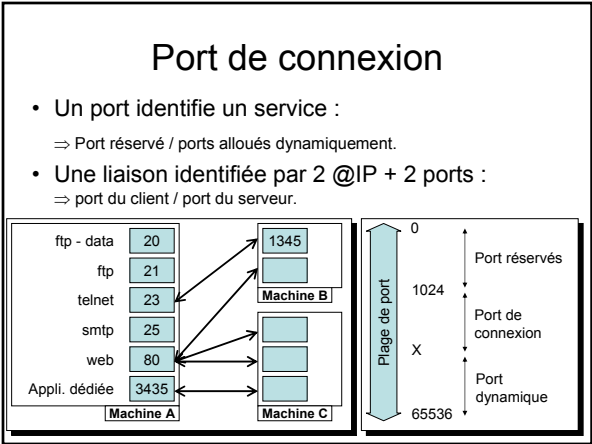 Port de connexion
• Un port identifie un service :
⇒ Port réservé / ports alloués dynamiquement.
• Une liaison identifiée par 2 @IP + 2 ports :
⇒ port du client / port du serveur.
ftp - data 20
ftp 21
telnet 23
smtp 25
web 80
Appli. dédiée 3435
Machine A
1345
Machine B
Machine C
Plage de port
0
Port réservés
1024
Port de
connexion
X
Port
dynamique
65536